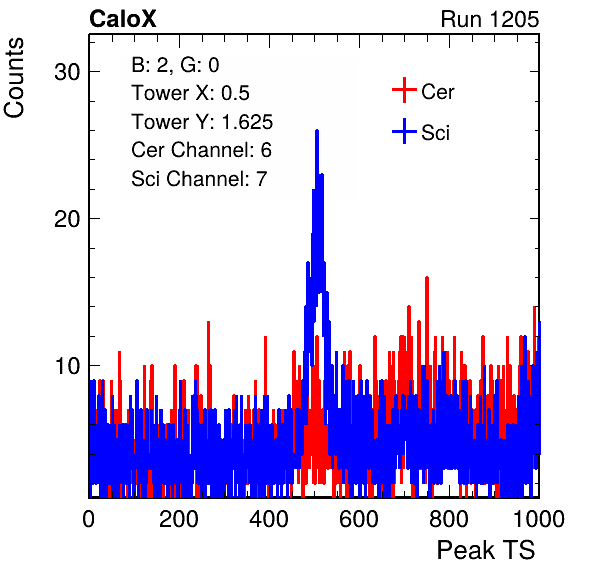 CaloX Run 1205
Counts
B: 2, G: 0
Tower X: 0.5
Tower Y: 1.625
Cer Channel: 6
Sci Channel: 7
Cer
Sci
30
20
10
0 200 400 600 800 1000
Peak TS